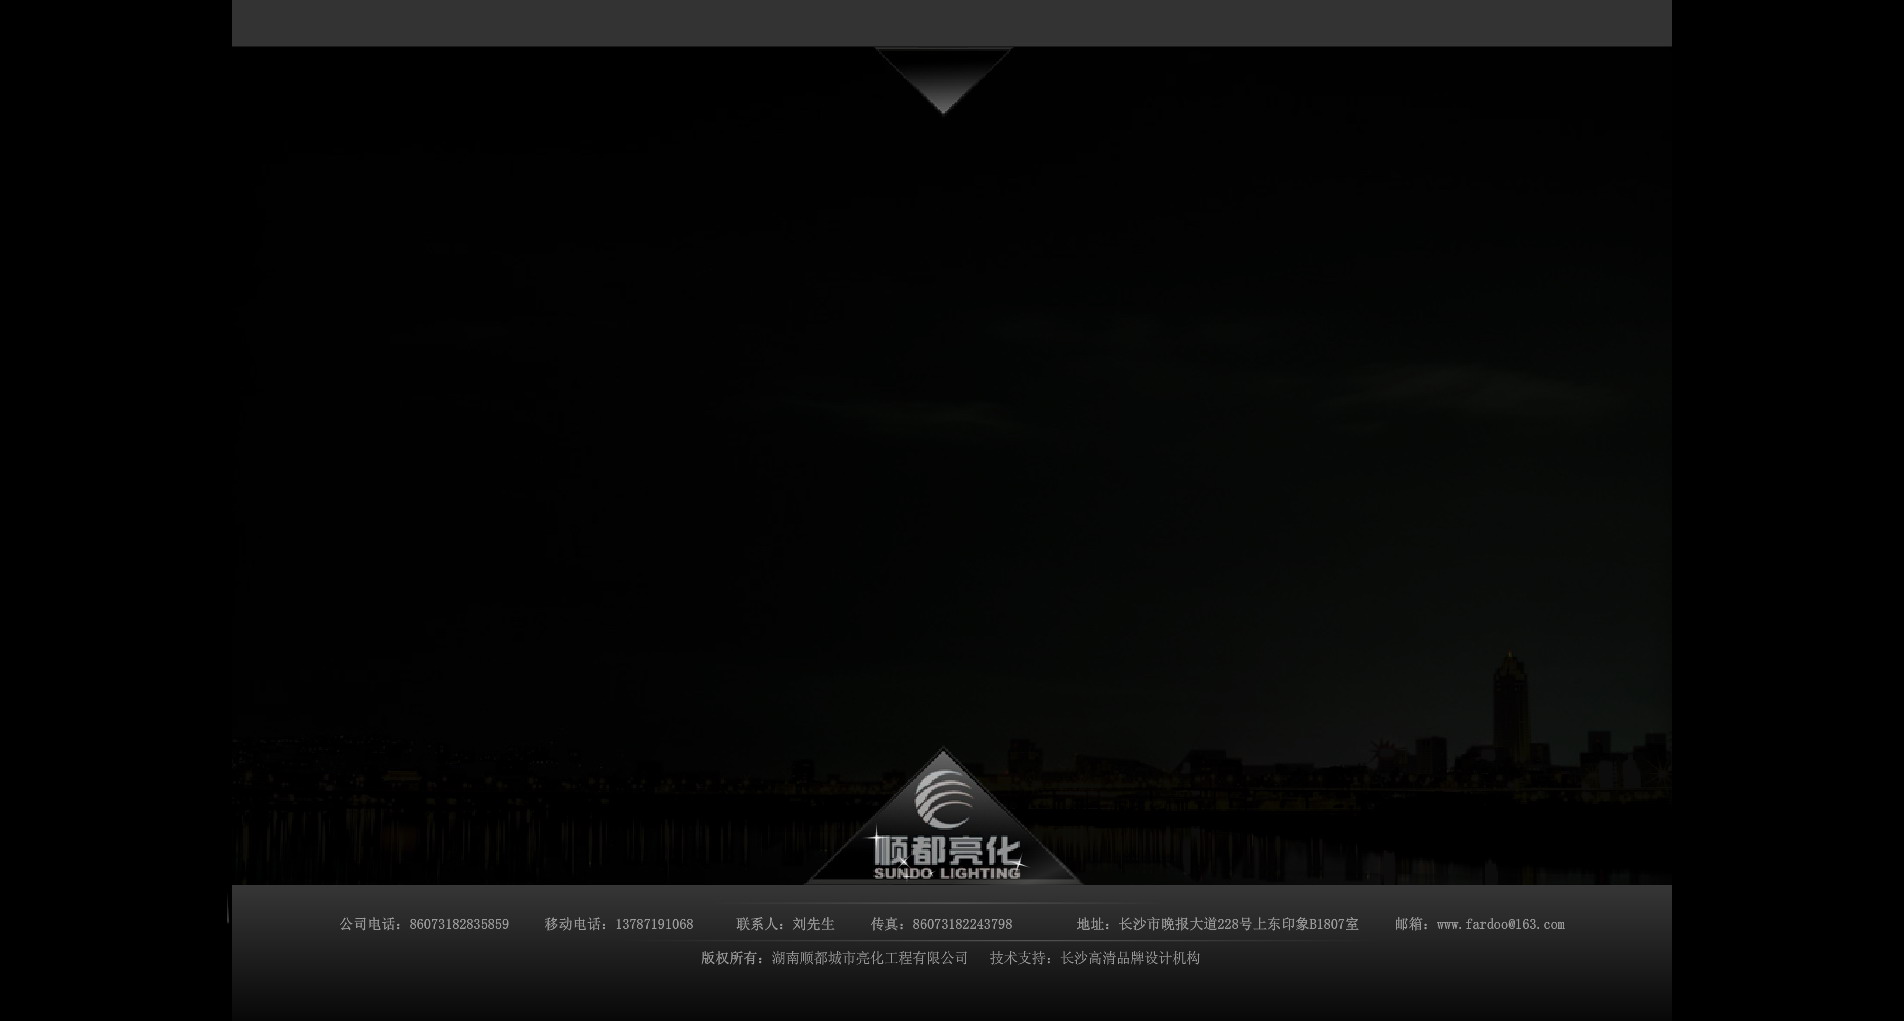 顺都亮化
SUNDO LIGHTING
公司电话：86073182835859 移动电话：13787191068 联系人：刘先生 传真：86073182243798 地址：长沙市晚报大道228号上东印象B1807室 邮箱：www.fardoo@163.com
版权所有：湖南顺都城市亮化工程有限公司 技术支持：长沙高清品牌设计机构